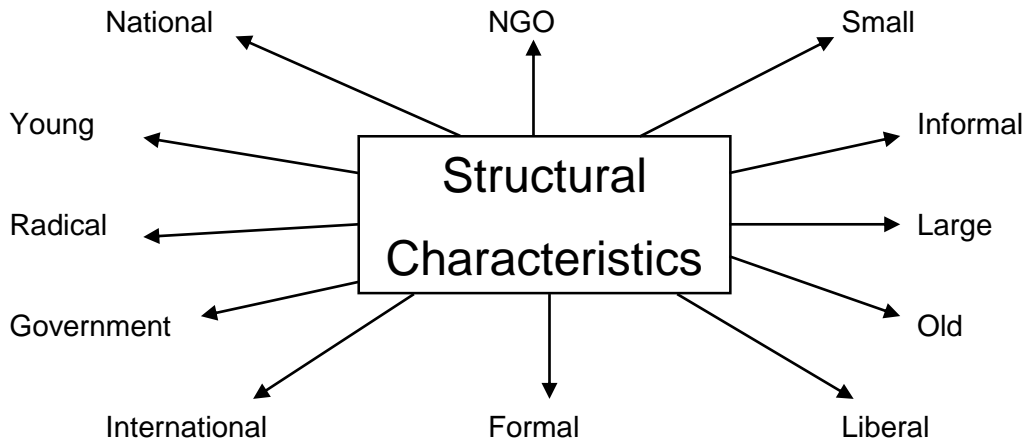 National
NGO
Small
Young
Informal
Structural
Characteristics
Radical
Large
Government
Old
International
Formal
Liberal